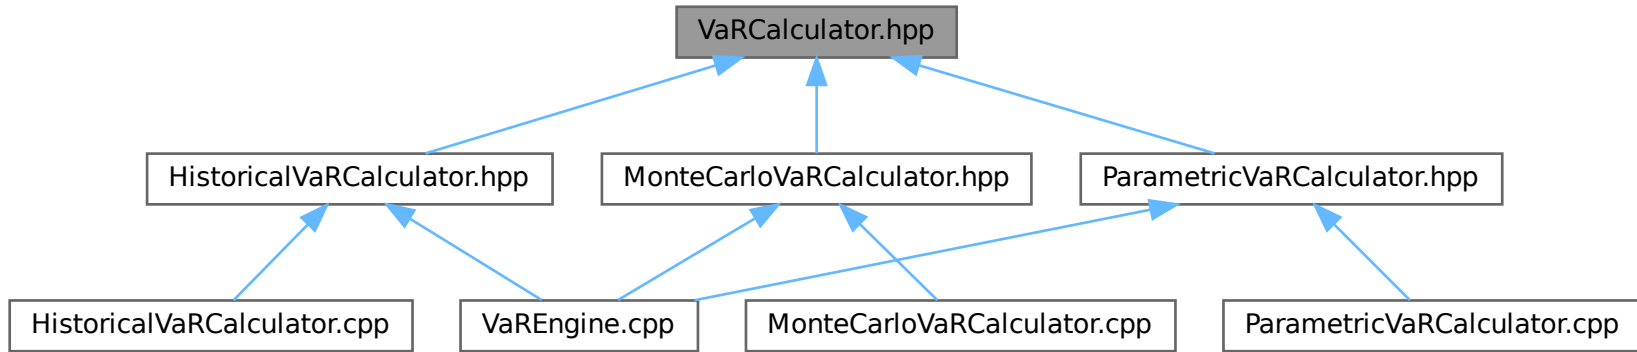 VaRCalculator.hpp
HistoricalVaRCalculator.hpp
MonteCarloVaRCalculator.hpp
ParametricVaRCalculator.hpp
HistoricalVaRCalculator.cpp
VaREngine.cpp
MonteCarloVaRCalculator.cpp
ParametricVaRCalculator.cpp